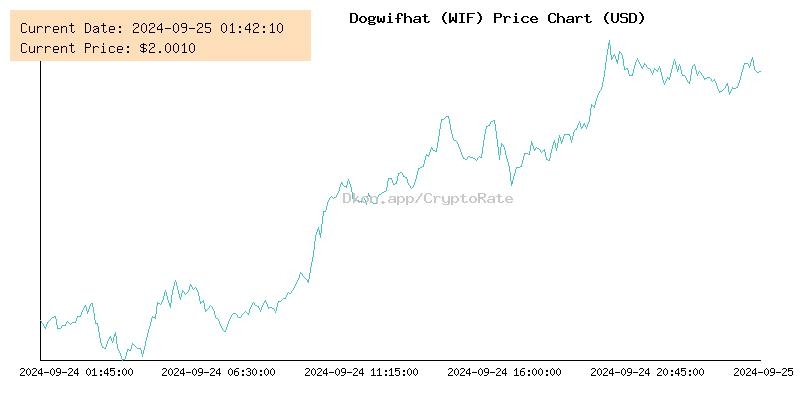 Dogwifhat (WIF) Price Chart (USD)
Current Date: 2024-09-25 01:42:10
Current Price: $2.0010
Dkon.app/CryptoRate
2024-09-24 01:45:00 2024-09-24 06:30:00 2024-09-24 11:15:00 2024-09-24 16:00:00 2024-09-24 20:45:00 2024-09-25